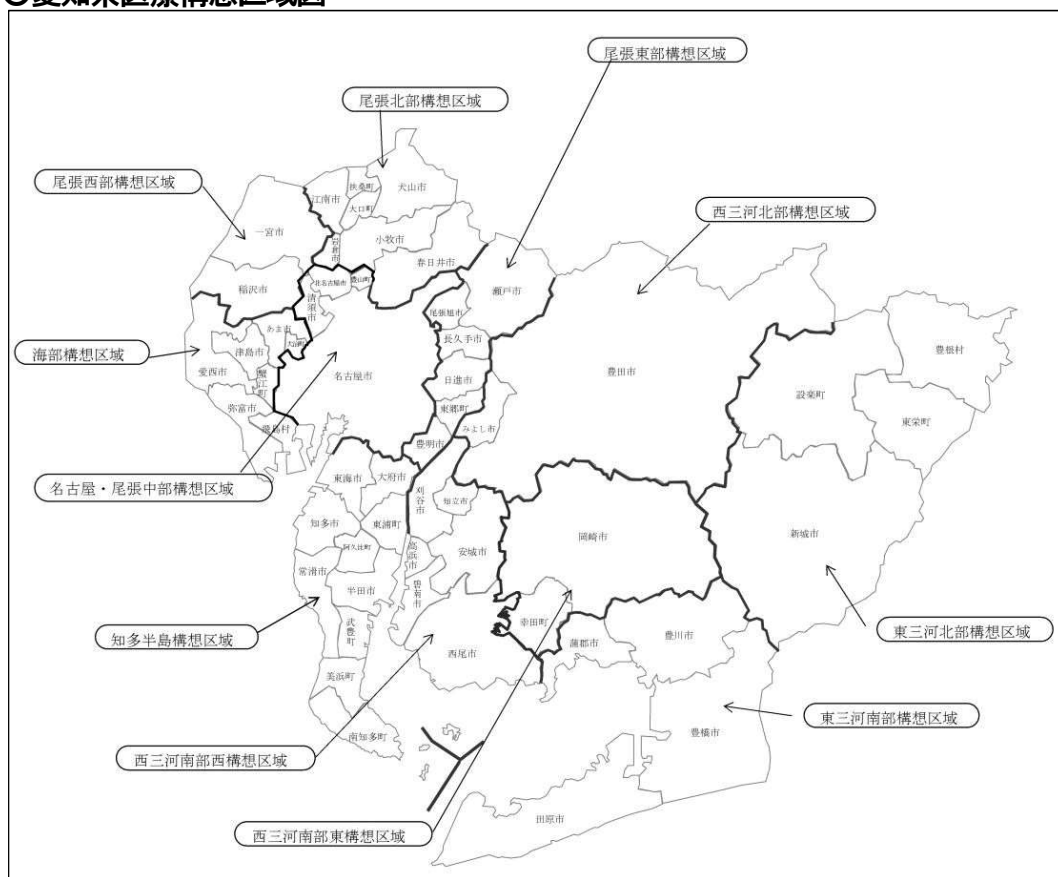 ○愛知県医療構想区域図
尾張東部構想区域
尾張北部構想区域
尾張西部構想区域
西三河北部構想区域
海部構想区域
名古屋・尾張中部構想区域
知多半島構想区域
東三河北部構想区域
東三河南部構想区域
西三河南部西構想区域
西三河南部東構想区域
犬山市
扶桑町
江南市
大口町
一宮市
岩倉市
小牧市
春日井市
瀬戸市
稲沢市
北名古屋市
豊山町
清須市
尾張旭市
あま市
大治町
長久手市
津島市
愛西市
蟹江町
名古屋市
日進市
豊田市
弥富市
東郷町
みよし市
飛島村
豊明市
設楽町
豊根村
東栄町
東海市
大府市
刈谷市
知立市
知多市
東浦町
阿久比町
高浜市
安城市
岡崎市
新城市
常滑市
半田市
碧南市
武豊町
幸田町
西尾市
蒲郡市
豊川市
美浜町
南知多町
豊橋市
田原市